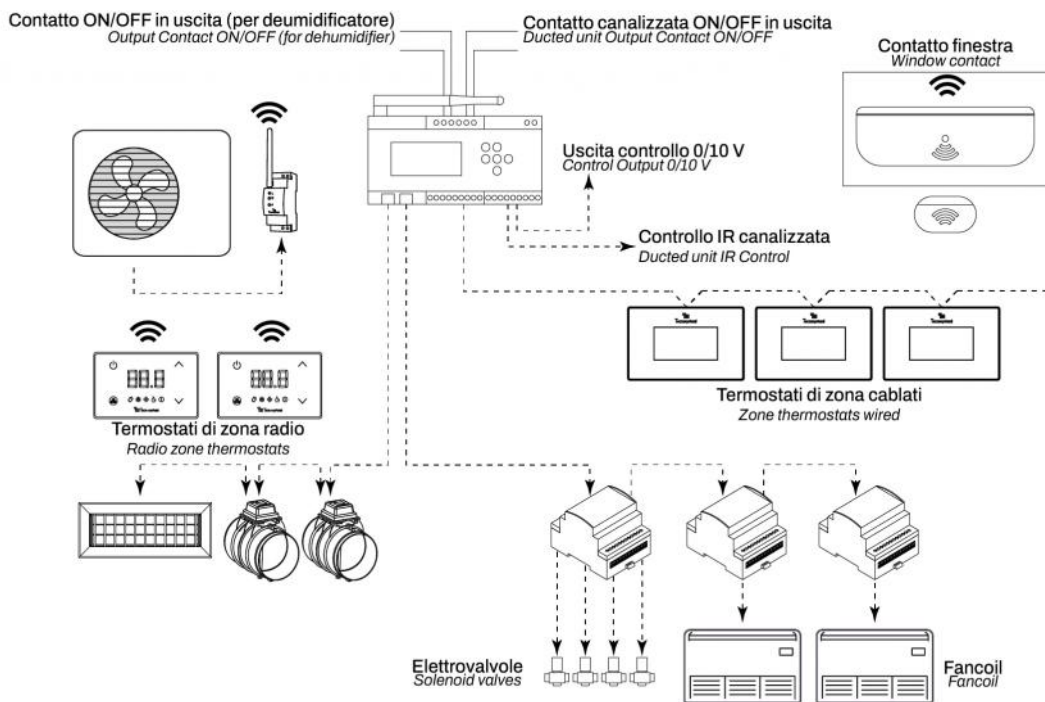 Contatto ON/OFF in uscita (per deumidificatore)
Output Contact ON/OFF (for dehumidifier)
Contatto canalizzata ON/OFF in uscita
Ducted unit Output Contact ON/OFF
Contatto finestra
Window contact
Uscita controllo 0/10 V
Control Output 0/10 V
Controllo IR canalizzata
Ducted unit IR Control
Termostati di zona cablati
Zone thermostats wired
Termostati di zona radio
Radio zone thermostats
Elettrovalvole
Solenoid valves
Fancoil
Fancoil